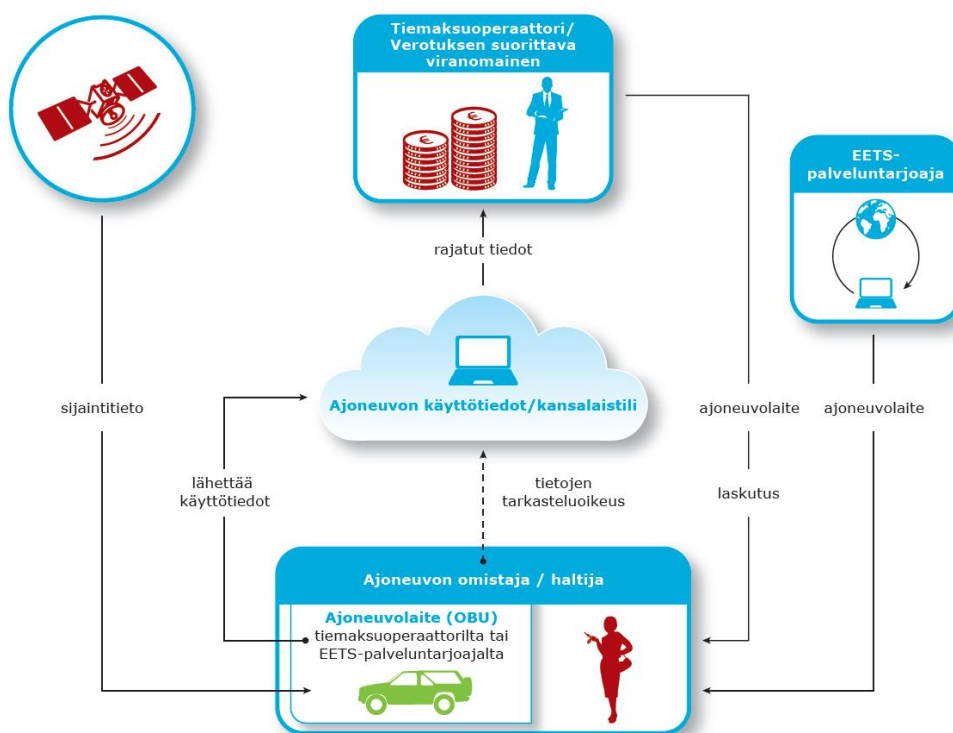 Tiemaksuoperaattori/
Verotuksen suorittava
viranomainen
€
€
EETS-
palveluntarjoaja
rajatut tiedot
Ajoneuvon käyttötiedot/kansalaistili
sijaintitieto
ajoneuvolaite
ajoneuvolaite
lähettää
käyttötiedot
tietojen
tarkasteluoikeus
laskutus
Ajoneuvon omistaja / haltija
Ajoneuvolaite (OBU)
tiemaksuoperaattorilta tai
EETS-palveluntarjoajalta